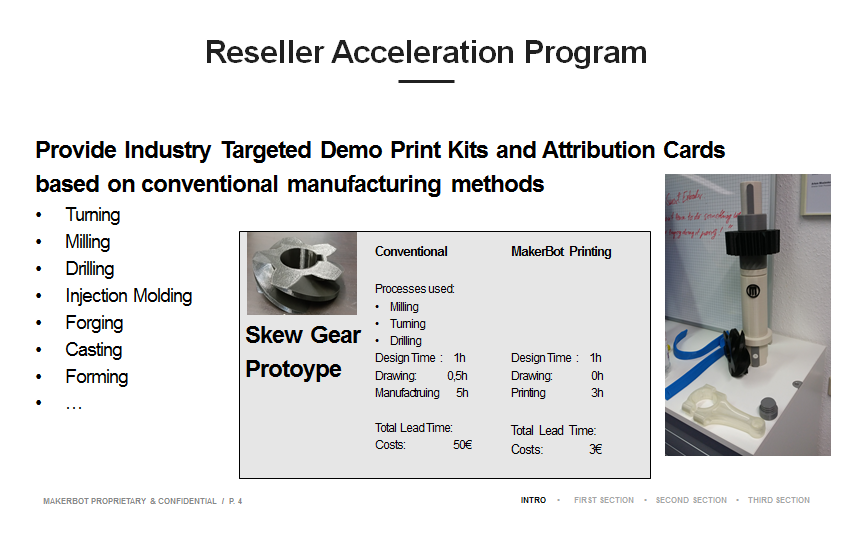 Reseller Acceleration Program
Provide Industry Targeted Demo Print Kits and Attribution Cards
based on conventional manufacturing methods
• Turning
• Milling
• Drilling
• Injection Molding
• Forging
• Casting
• Forming
• …
Skew Gear
Protoype
Conventional
Processes used:
• Milling
• Turning
• Drilling
Design Time : 1h
Drawing: 0,5h
Manufactruing 5h
Total Lead Time:
Costs: 50€
MakerBot Printing
Design Time : 1h
Drawing: 0h
Printing 3h
Total Lead Time:
Costs: 3€
MAKERBOT PROPRIETARY & CONFIDENTIAL / P. 4
INTRO • FIRST SECTION • SECOND SECTION • THIRD SECTION